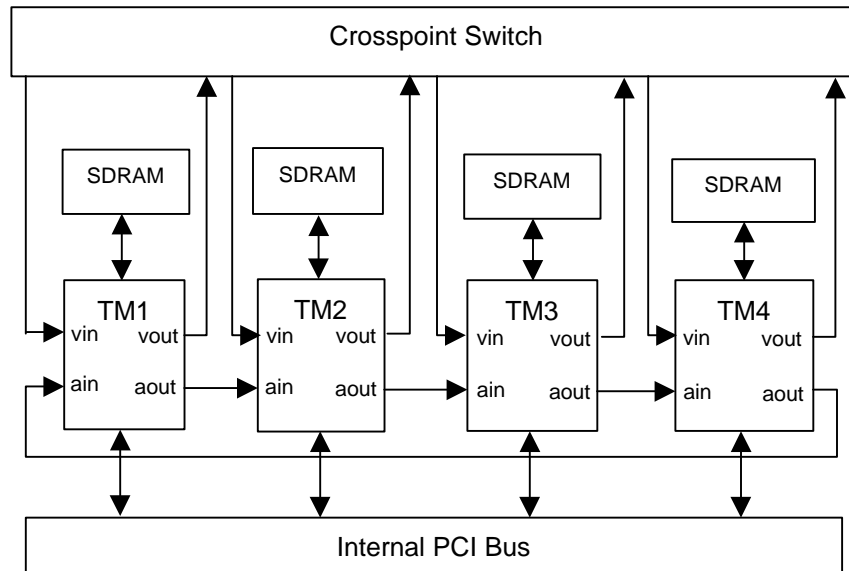 Crosspoint Switch
SDRAM SDRAM SDRAM SDRAM
TM1 TM2 TM3 TM4
vin vout vin vout vin vout vin vout
ain aout ain aout ain aout ain aout
Internal PCI Bus